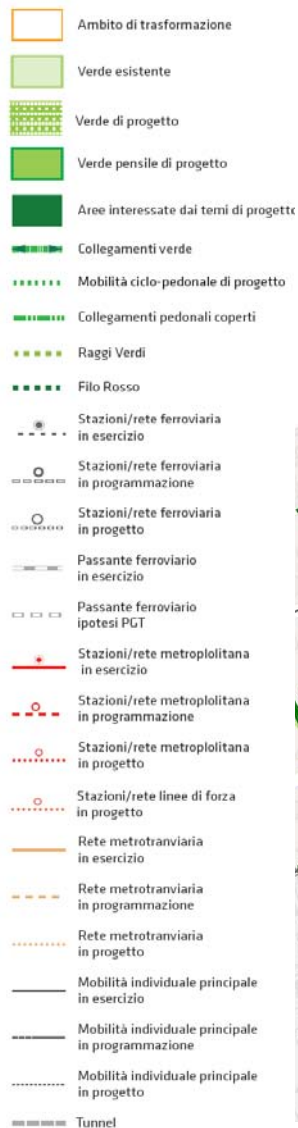 Ambito di trasformazione
Verde esistente
Verde di progetto
Verde pensile di progetto
Aree interessate dai temi di progetto
Collegamenti verde
Mobilità ciclo-pedonale di progetto
Collegamenti pedonali coperti
Raggi Verdi
Filo Rosso
Stazioni/rete ferroviaria
in esercizio
Stazioni/rete ferroviaria
in programmazione
Stazioni/rete ferroviaria
in progetto
Passante ferroviario
in esercizio
Passante ferroviario
ipotesi PGT
Stazioni/rete metroplolitana
in esercizio
Stazioni/rete metroplolitana
in programmazione
Stazioni/rete metroplolitana
in progetto
Stazioni/rete linee di forza
in progetto
Rete metrotranviaria
in esercizio
Rete metrotranviaria
in programmazione
Rete metrotranviaria
in progetto
Mobilità individuale principale
in esercizio
Mobilità individuale principale
in programmazione
Mobilità individuale principale
in progetto
Tunnel